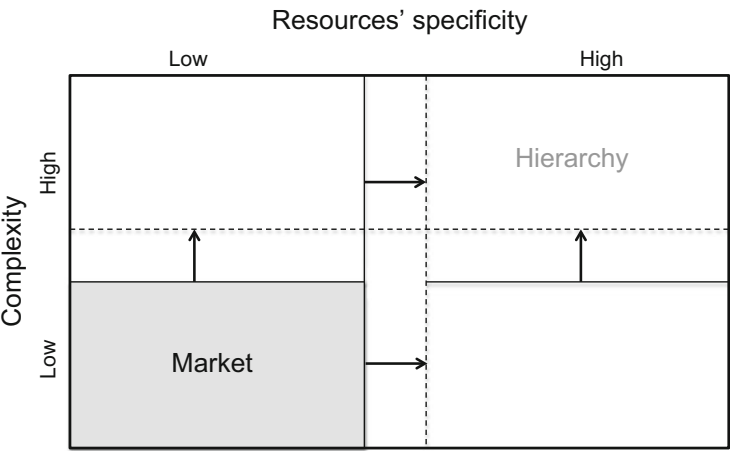 Resources’ specificity
Low
High
High
Hierarchy
Complexity
Low
Market